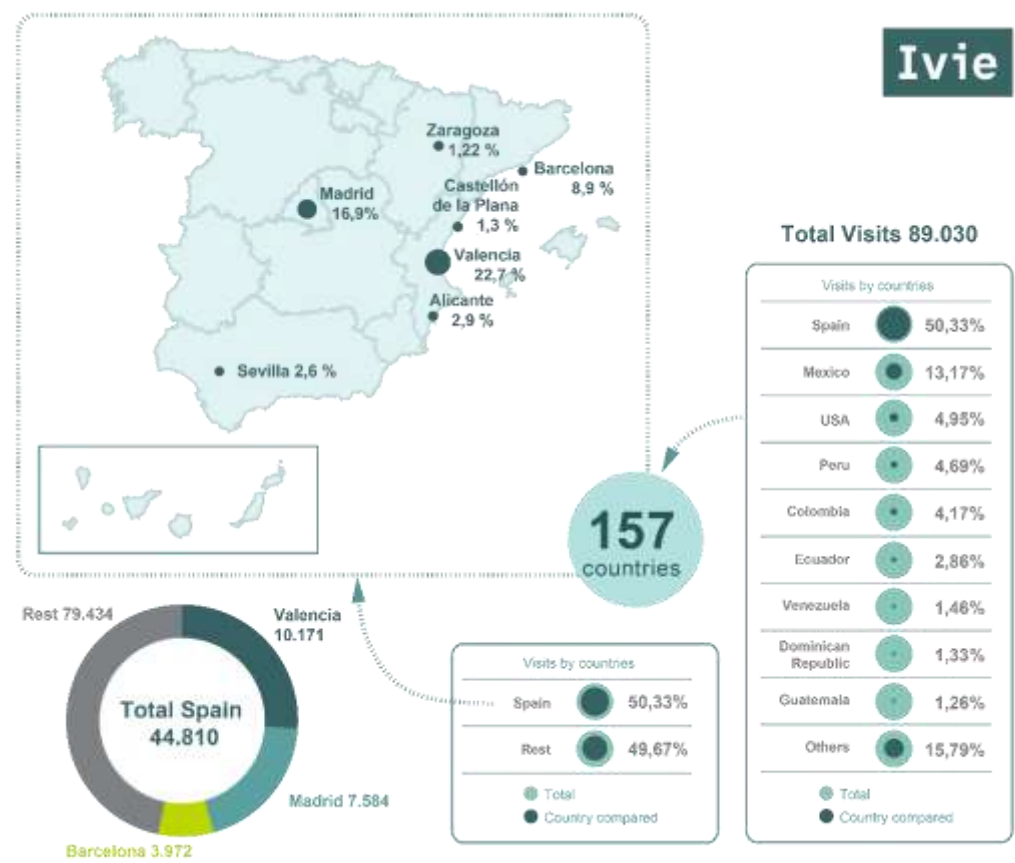 Ivie
Zaragoza
1,22 %
Barcelona
8,9 %
Castellón
de la Plana
1,3 %
Madrid
16,9%
Valencia
22,7 %
Alicante
2,9 %
Sevilla 2,6 %
157
countries
Total Visits 89.030
Visits by countries
Spain 50,33%
Mexico 13,17%
USA 4,95%
Peru 4,69%
Colombia 4,17%
Ecuador 2,86%
Venezuela 1,46%
Dominican
Republic 1,33%
Guatemala 1,26%
Others 15,79%
Total
Country compared
Rest 79.434
Valencia
10.171
Total Spain
44.810
Madrid 7.584
Barcelona 3.972
Visits by countries
Spain 50,33%
Rest 49,67%
Total
Country compared